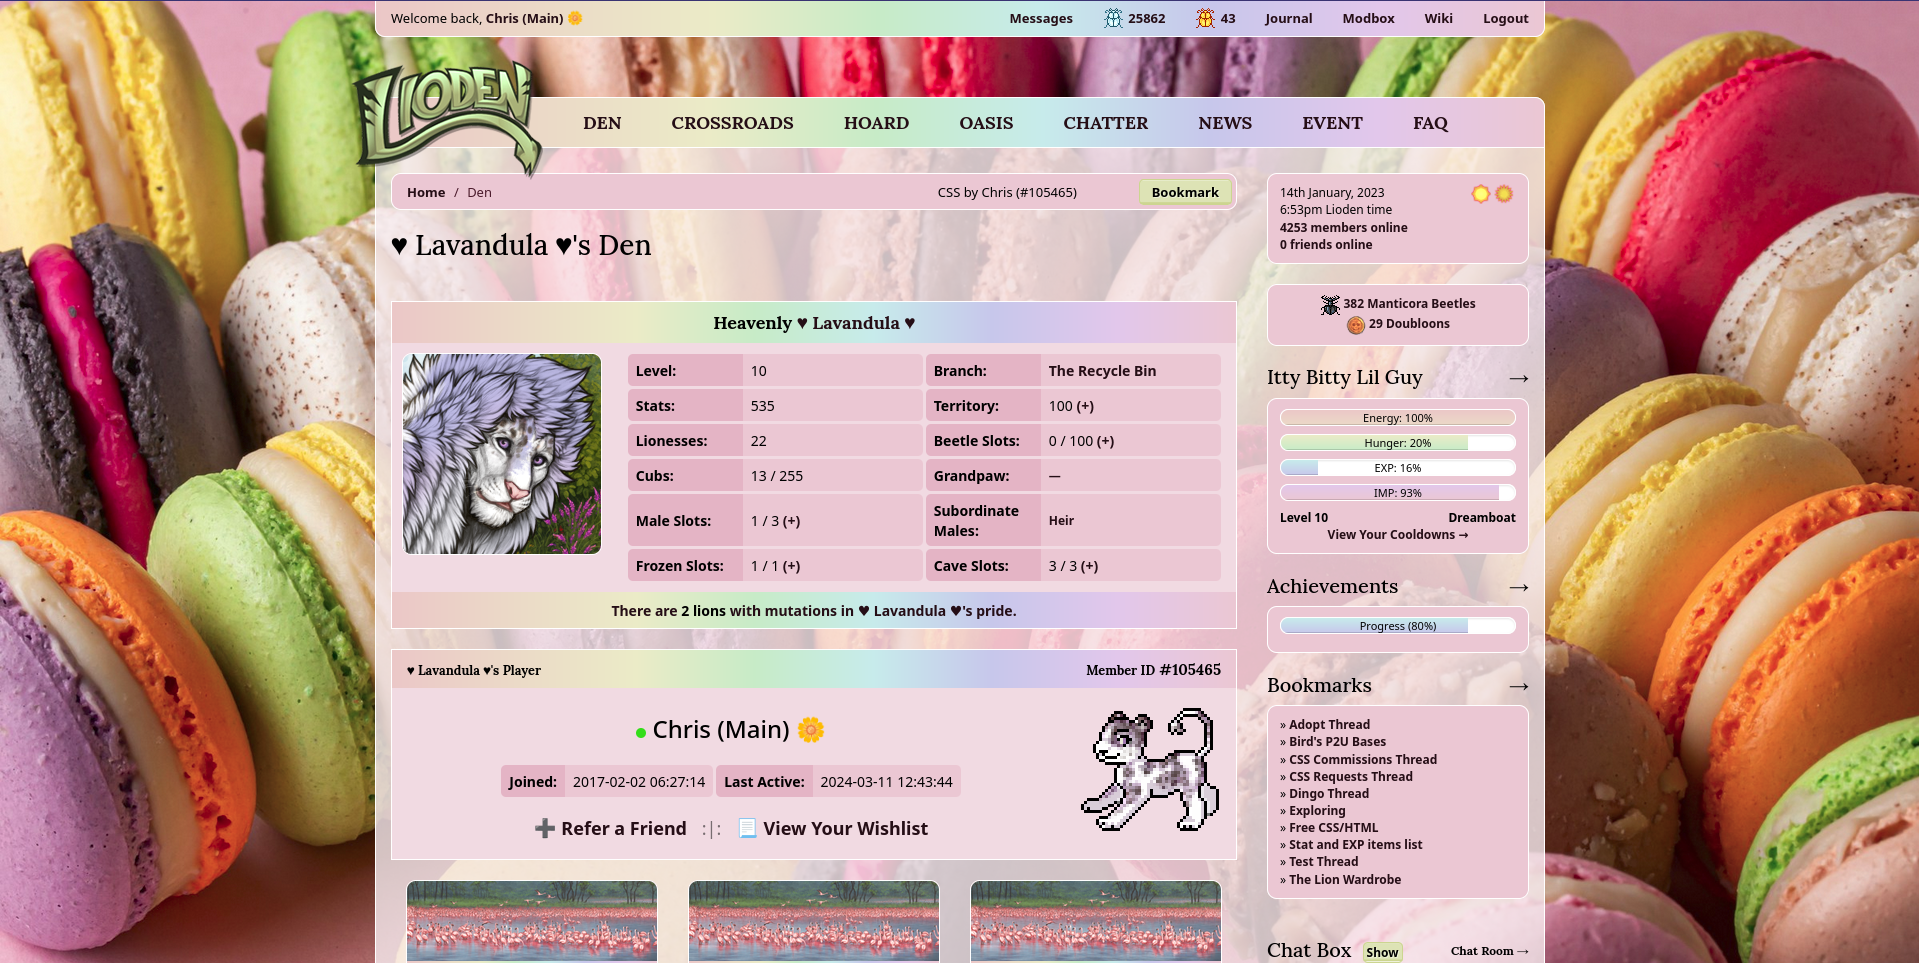 Welcome back, Chris (Main) 🌼
Messages 25862 43 Journal Modbox Wiki Logout
LIODEN
DEN CROSSROADS HOARD OASIS CHATTER NEWS EVENT FAQ
Home / Den CSS by Chris (#105465) Bookmark
♥ Lavandula ♥'s Den
Heavenly ♥ Lavandula ♥
Level: 10 Branch: The Recycle Bin
Stats: 535 Territory: 100 (+)
Lionesses: 22 Beetle Slots: 0 / 100 (+)
Cubs: 13 / 255 Grandpaw: —
Male Slots: 1 / 3 (+) Subordinate Males: Heir
Frozen Slots: 1 / 1 (+) Cave Slots: 3 / 3 (+)
There are 2 lions with mutations in ♥ Lavandula ♥'s pride.
♥ Lavandula ♥'s Player Member ID #105465
Chris (Main) 🌼
Joined: 2017-02-02 06:27:14 Last Active: 2024-03-11 12:43:44
➕ Refer a Friend :|: 📃 View Your Wishlist
14th January, 2023
6:53pm Lioden time
4253 members online
0 friends online
382 Manticora Beetles
29 Doubloons
Itty Bitty Lil Guy →
Energy: 100%
Hunger: 20%
EXP: 16%
IMP: 93%
Level 10 Dreamboat
View Your Cooldowns →
Achievements →
Progress (80%)
Bookmarks →
» Adopt Thread
» Bird's P2U Bases
» CSS Commissions Thread
» CSS Requests Thread
» Dingo Thread
» Exploring
» Free CSS/HTML
» Stat and EXP items list
» Test Thread
» The Lion Wardrobe
Chat Box Show Chat Room →